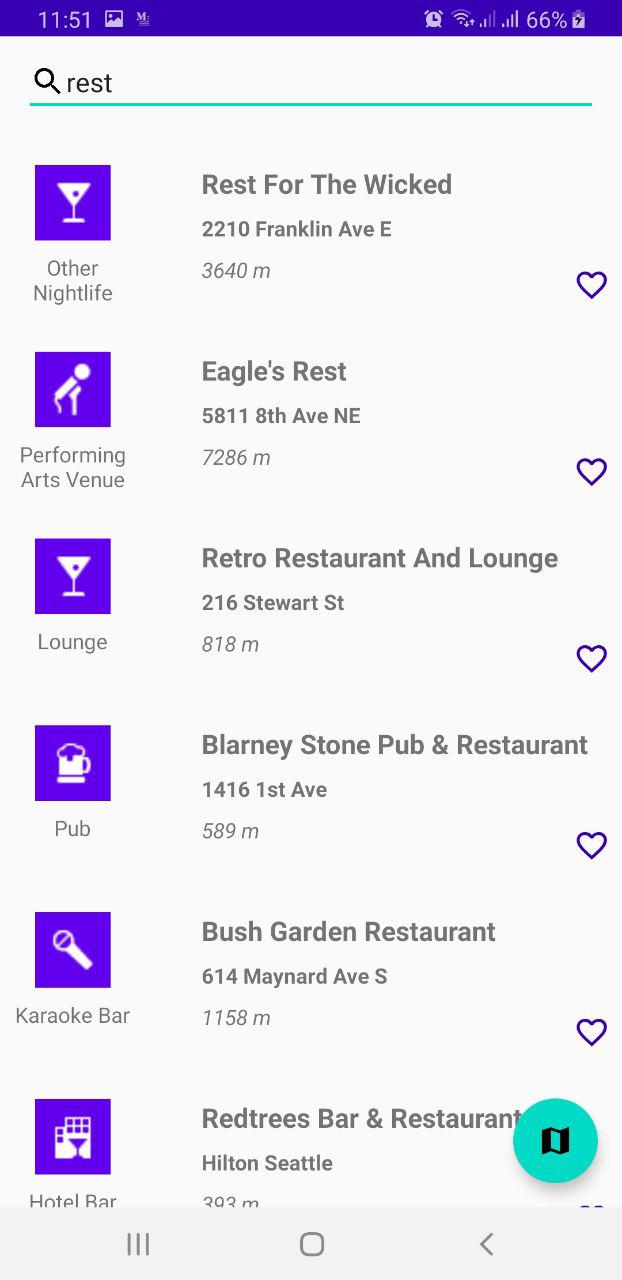 11:51
66%
rest
Rest For The Wicked
2210 Franklin Ave E
3640 m
Other
Nightlife
Eagle's Rest
5811 8th Ave NE
7286 m
Performing
Arts Venue
Retro Restaurant And Lounge
216 Stewart St
818 m
Lounge
Blarney Stone Pub & Restaurant
1416 1st Ave
589 m
Pub
Bush Garden Restaurant
614 Maynard Ave S
1158 m
Karaoke Bar
Redtrees Bar & Restaurant
Hilton Seattle
393 m
Hotel Bar